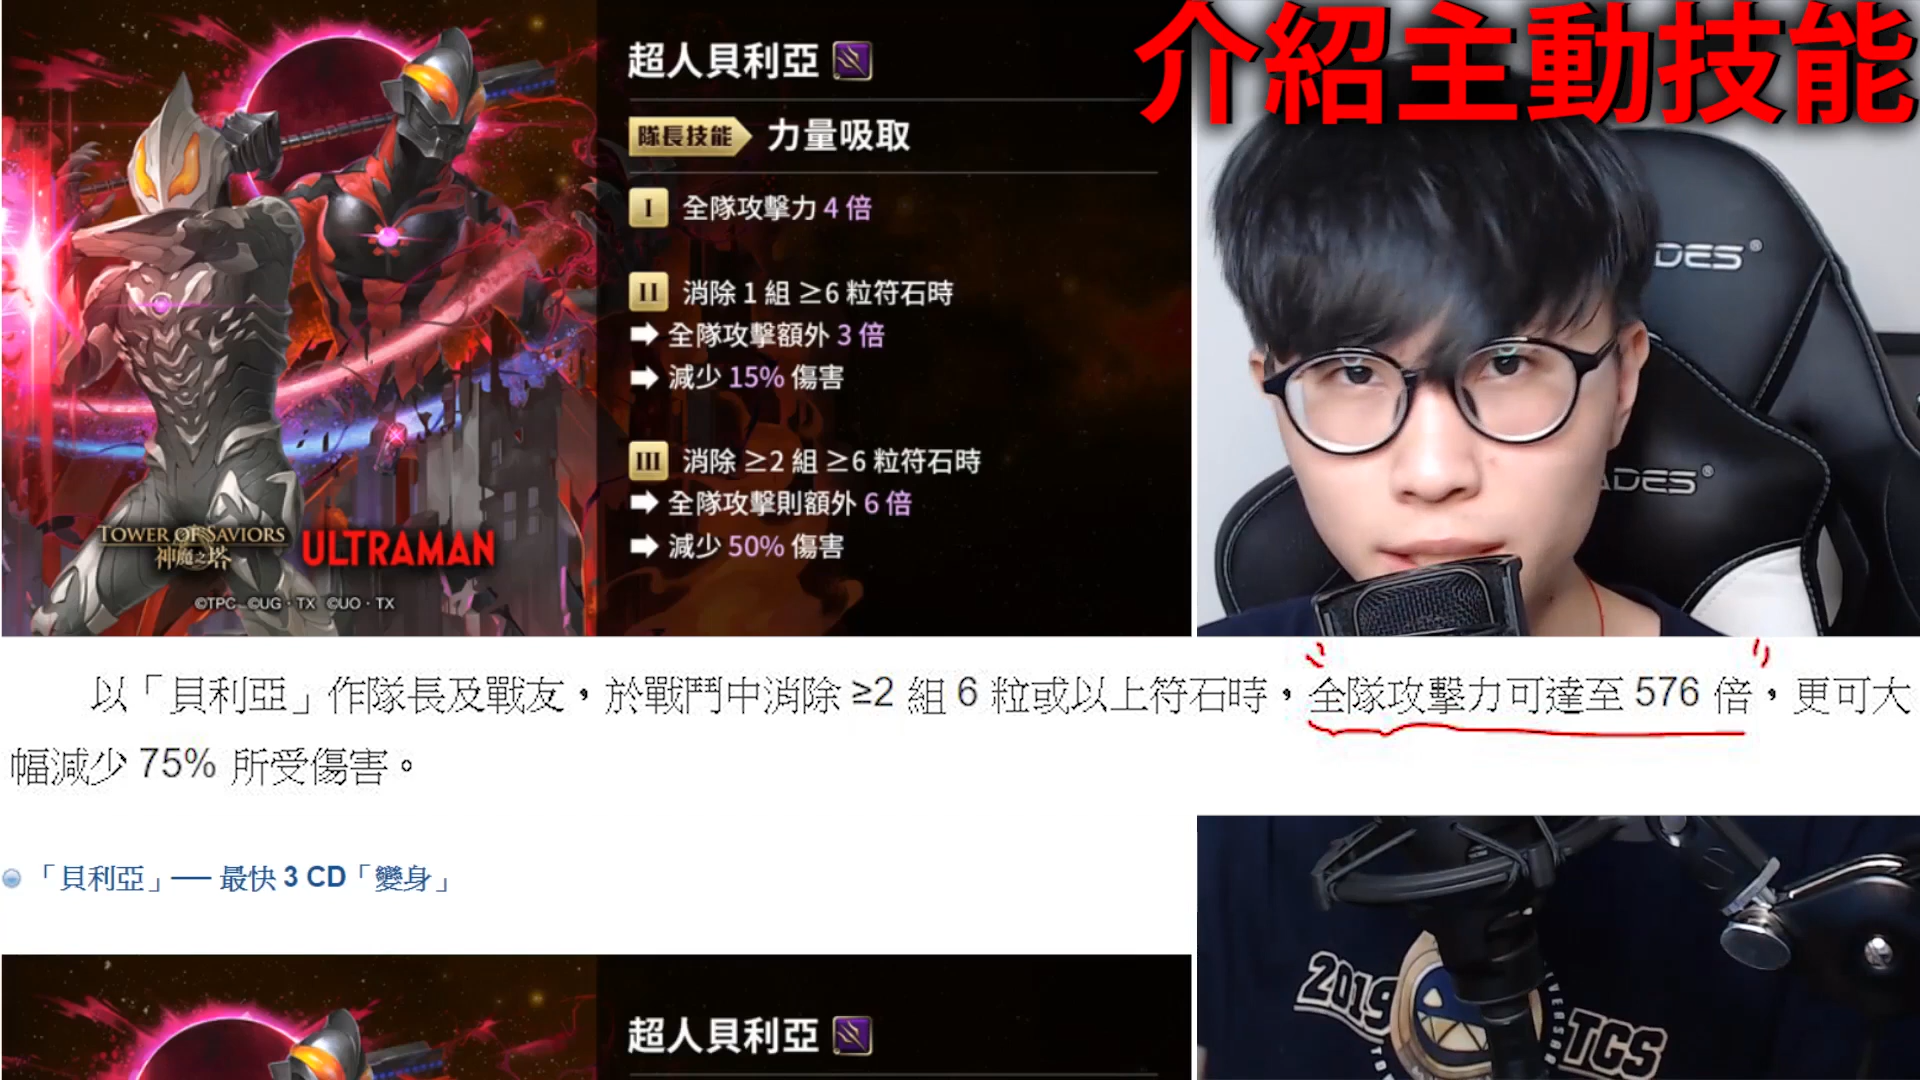 介紹主動技能
超人貝利亞
隊長技能 力量吸取
I 全隊攻擊力 4 倍
II 消除 1 組 ≥6 粒符石時
➡ 全隊攻擊額外 3 倍
➡ 減少 15% 傷害
III 消除 ≥2 組 ≥6 粒符石時
➡ 全隊攻擊則額外 6 倍
➡ 減少 50% 傷害
TOWER OF SAVIORS
神魔之塔
ULTRAMAN
©TPC ©UG・TX ©UO・TX
DES®
ADES®
以「貝利亞」作隊長及戰友，於戰鬥中消除 ≥2 組 6 粒或以上符石時，全隊攻擊力可達至 576 倍，更可大
幅減少 75% 所受傷害。
「貝利亞」── 最快 3 CD「變身」
超人貝利亞
2019
TGS